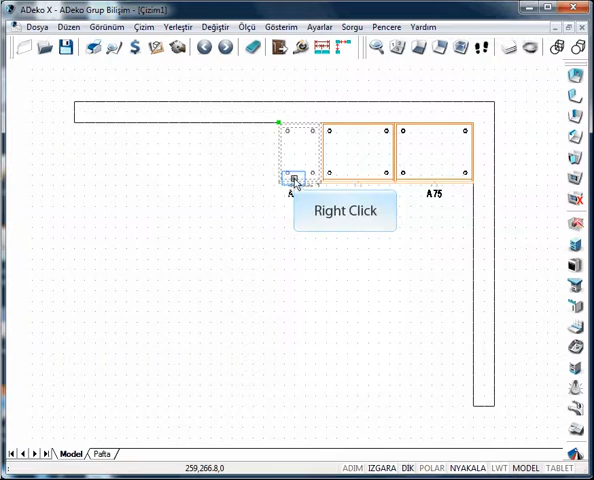 ADeko X - ADeko Grup Bilişim - [Çizim1]
Dosya Düzen Görünüm Çizim Yerleştir Değiştir Ölçü Gösterim Ayarlar Sorgu Pencere Yardım
A 75
Right Click
Model Pafta
259,266.8,0 ADIM IZGARA DİK POLAR NYAKALA LWT MODEL TABLET